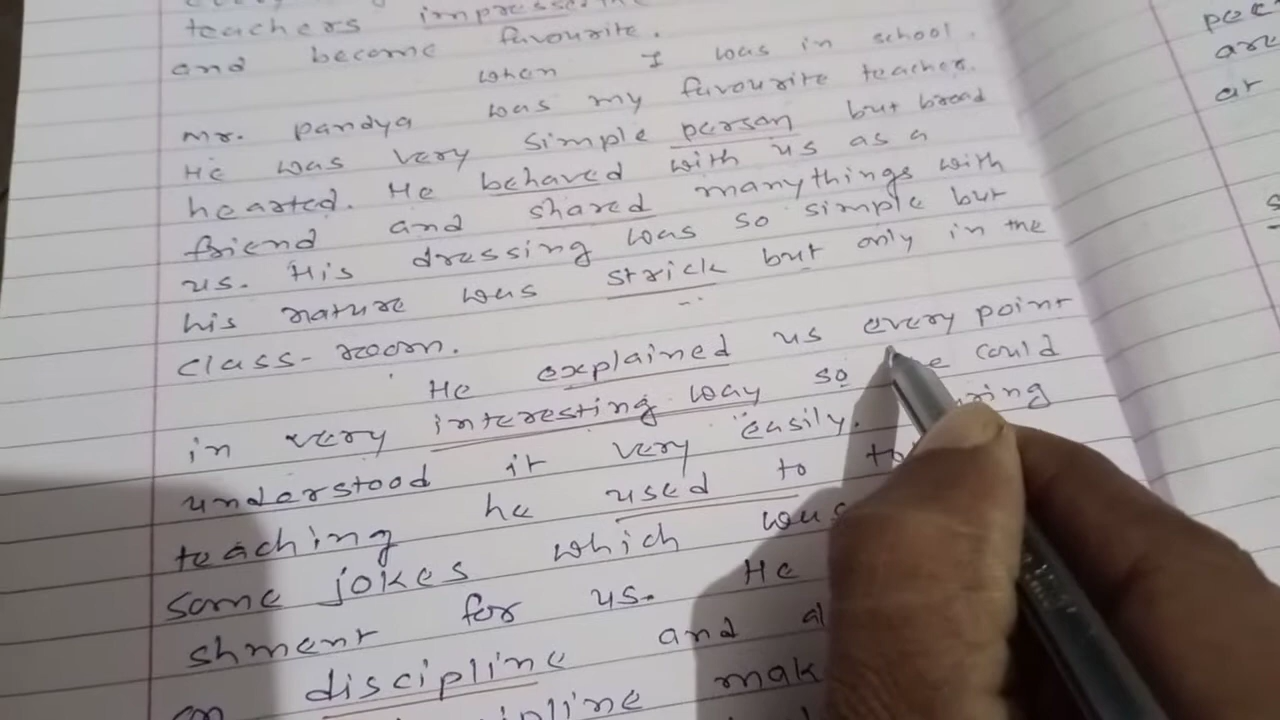 teachers
and become favourite.
when I was in school.
Mr. pandya was my favourite teacher.
He was very simple person but broad
hearted. He behaved with us as a
friend and shared many things with
us. His dressing was so simple but
his nature was strick but only in the
class-room.
He explained us every point
in very interesting way so could
understood it very easily.
teaching he used to
some jokes which was
shment for us. He
on discipline and